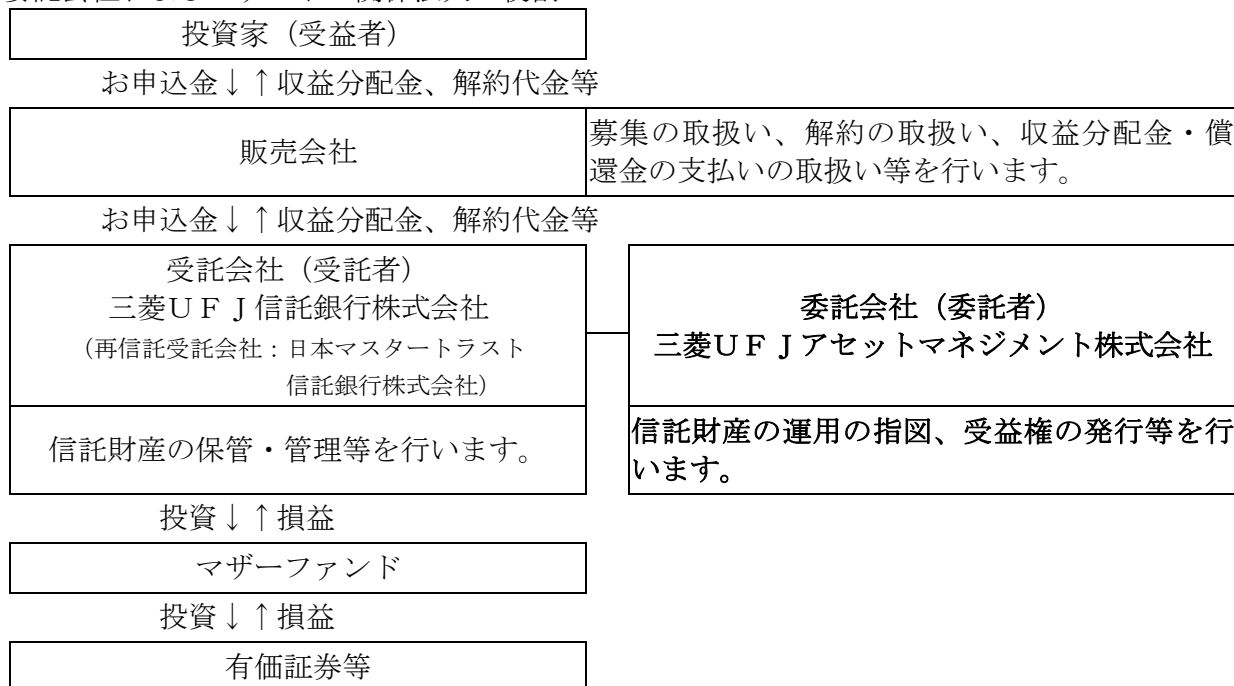 投資家（受益者）
お申込金↓↑収益分配金、解約代金等
販売会社
募集の取扱い、解約の取扱い、収益分配金・償
還金の支払いの取扱い等を行います。
お申込金↓↑収益分配金、解約代金等
受託会社（受託者）
三菱ＵＦＪ信託銀行株式会社
（再信託受託会社：日本マスタートラスト
信託銀行株式会社）
委託会社（委託者）
三菱ＵＦＪアセットマネジメント株式会社
信託財産の保管・管理等を行います。
信託財産の運用の指図、受益権の発行等を行
います。
投資↓↑損益
マザーファンド
投資↓↑損益
有価証券等